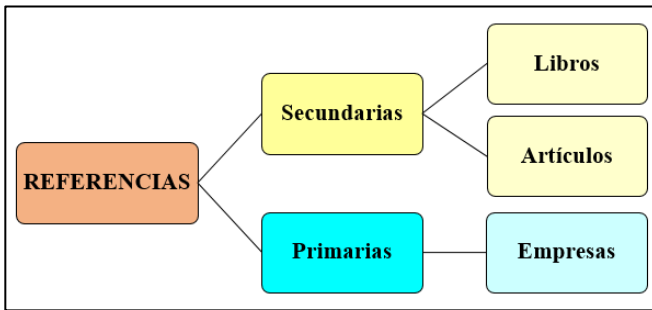 REFERENCIAS
Secundarias
Libros
Artículos
Primarias
Empresas